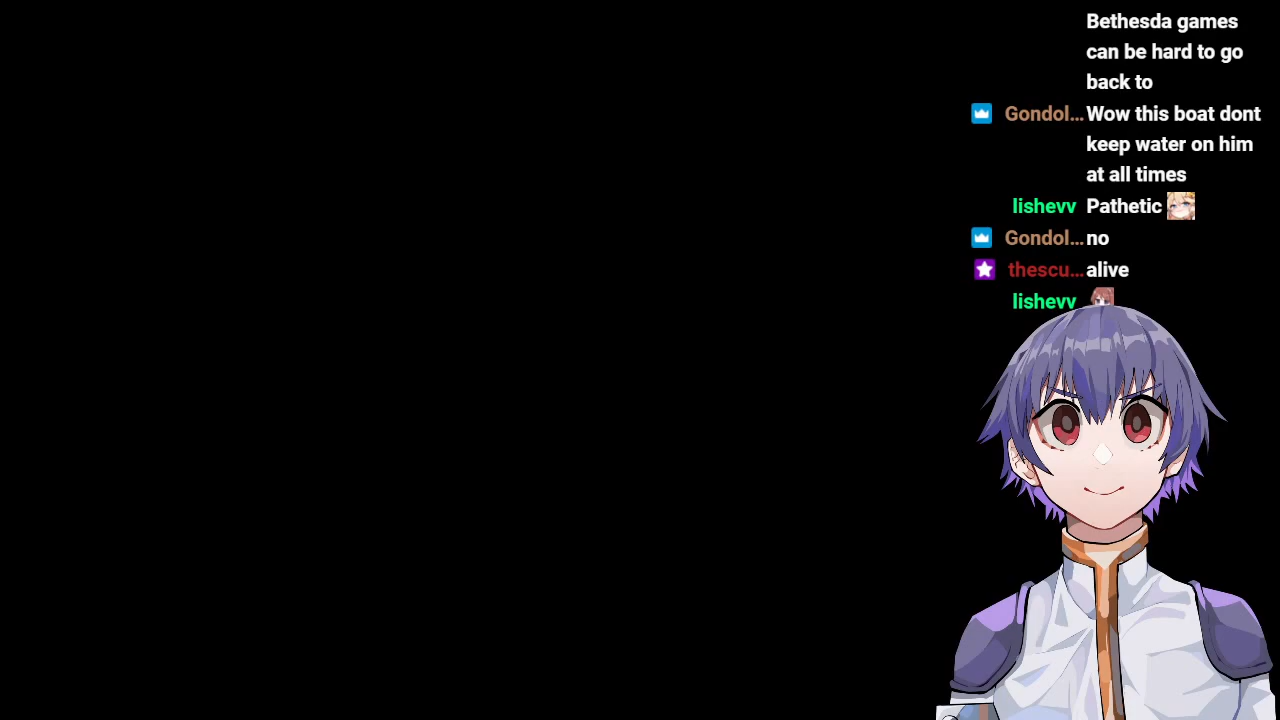 Bethesda games
can be hard to go
back to
Gondol... Wow this boat dont
keep water on him
at all times
lishevv Pathetic
Gondol... no
thescu... alive
lishevv